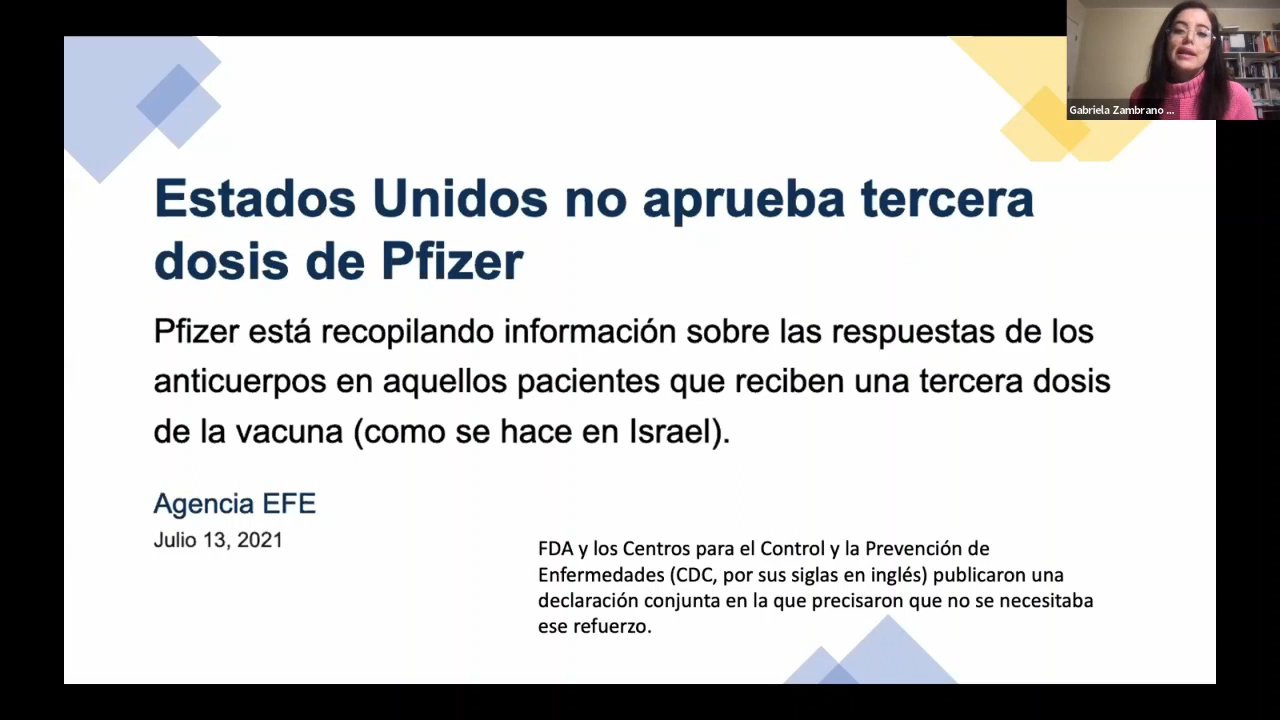 Gabriela Zambrano ...
Estados Unidos no aprueba tercera
dosis de Pfizer
Pfizer está recopilando información sobre las respuestas de los
anticuerpos en aquellos pacientes que reciben una tercera dosis
de la vacuna (como se hace en Israel).
Agencia EFE
Julio 13, 2021
FDA y los Centros para el Control y la Prevención de
Enfermedades (CDC, por sus siglas en inglés) publicaron una
declaración conjunta en la que precisaron que no se necesitaba
ese refuerzo.